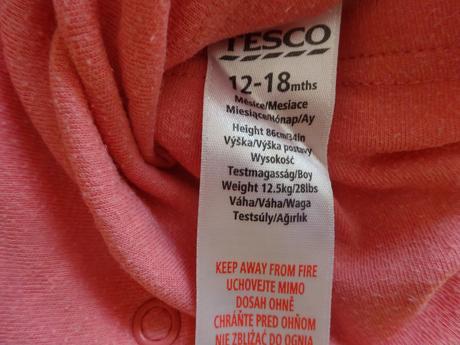 TESCO
12-18mths
Měsíce/Mesiace
Miesiące/Hónap/Ay
Height 86cm/34in
Výška/Výška postavy
Wysokość
Testmagasság/Boy
Weight 12.5kg/28lbs
Váha/Váha/Waga
Testsúly/Ağırlık
KEEP AWAY FROM FIRE
UCHOVEJTE MIMO
DOSAH OHNĚ
CHRÁŇTE PRED OHŇOM
NIE ZBLIŻAĆ DO OGNIA